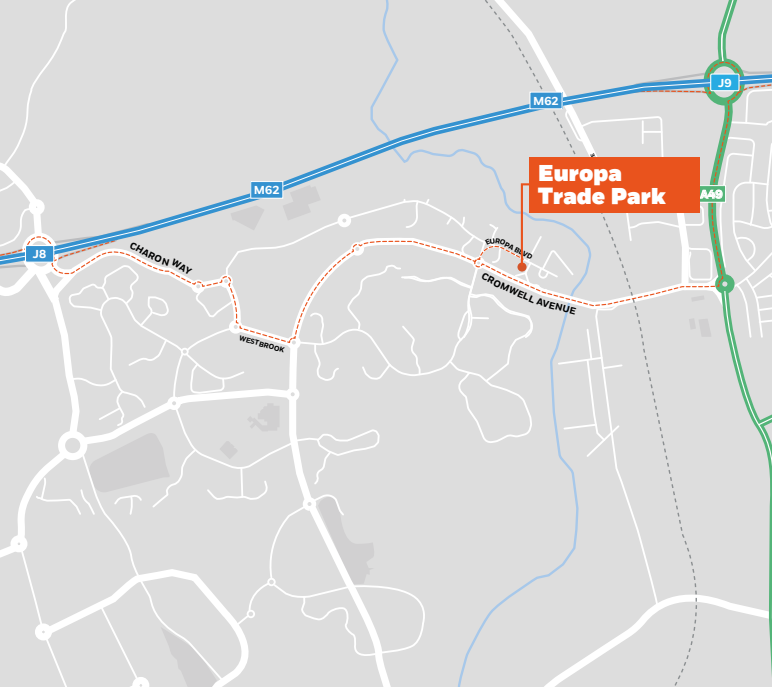 J9
M62
Europa
Trade Park
M62
A49
EUROPA BLVD
CHARON WAY
J8
CROMWELL AVENUE
WESTBROOK